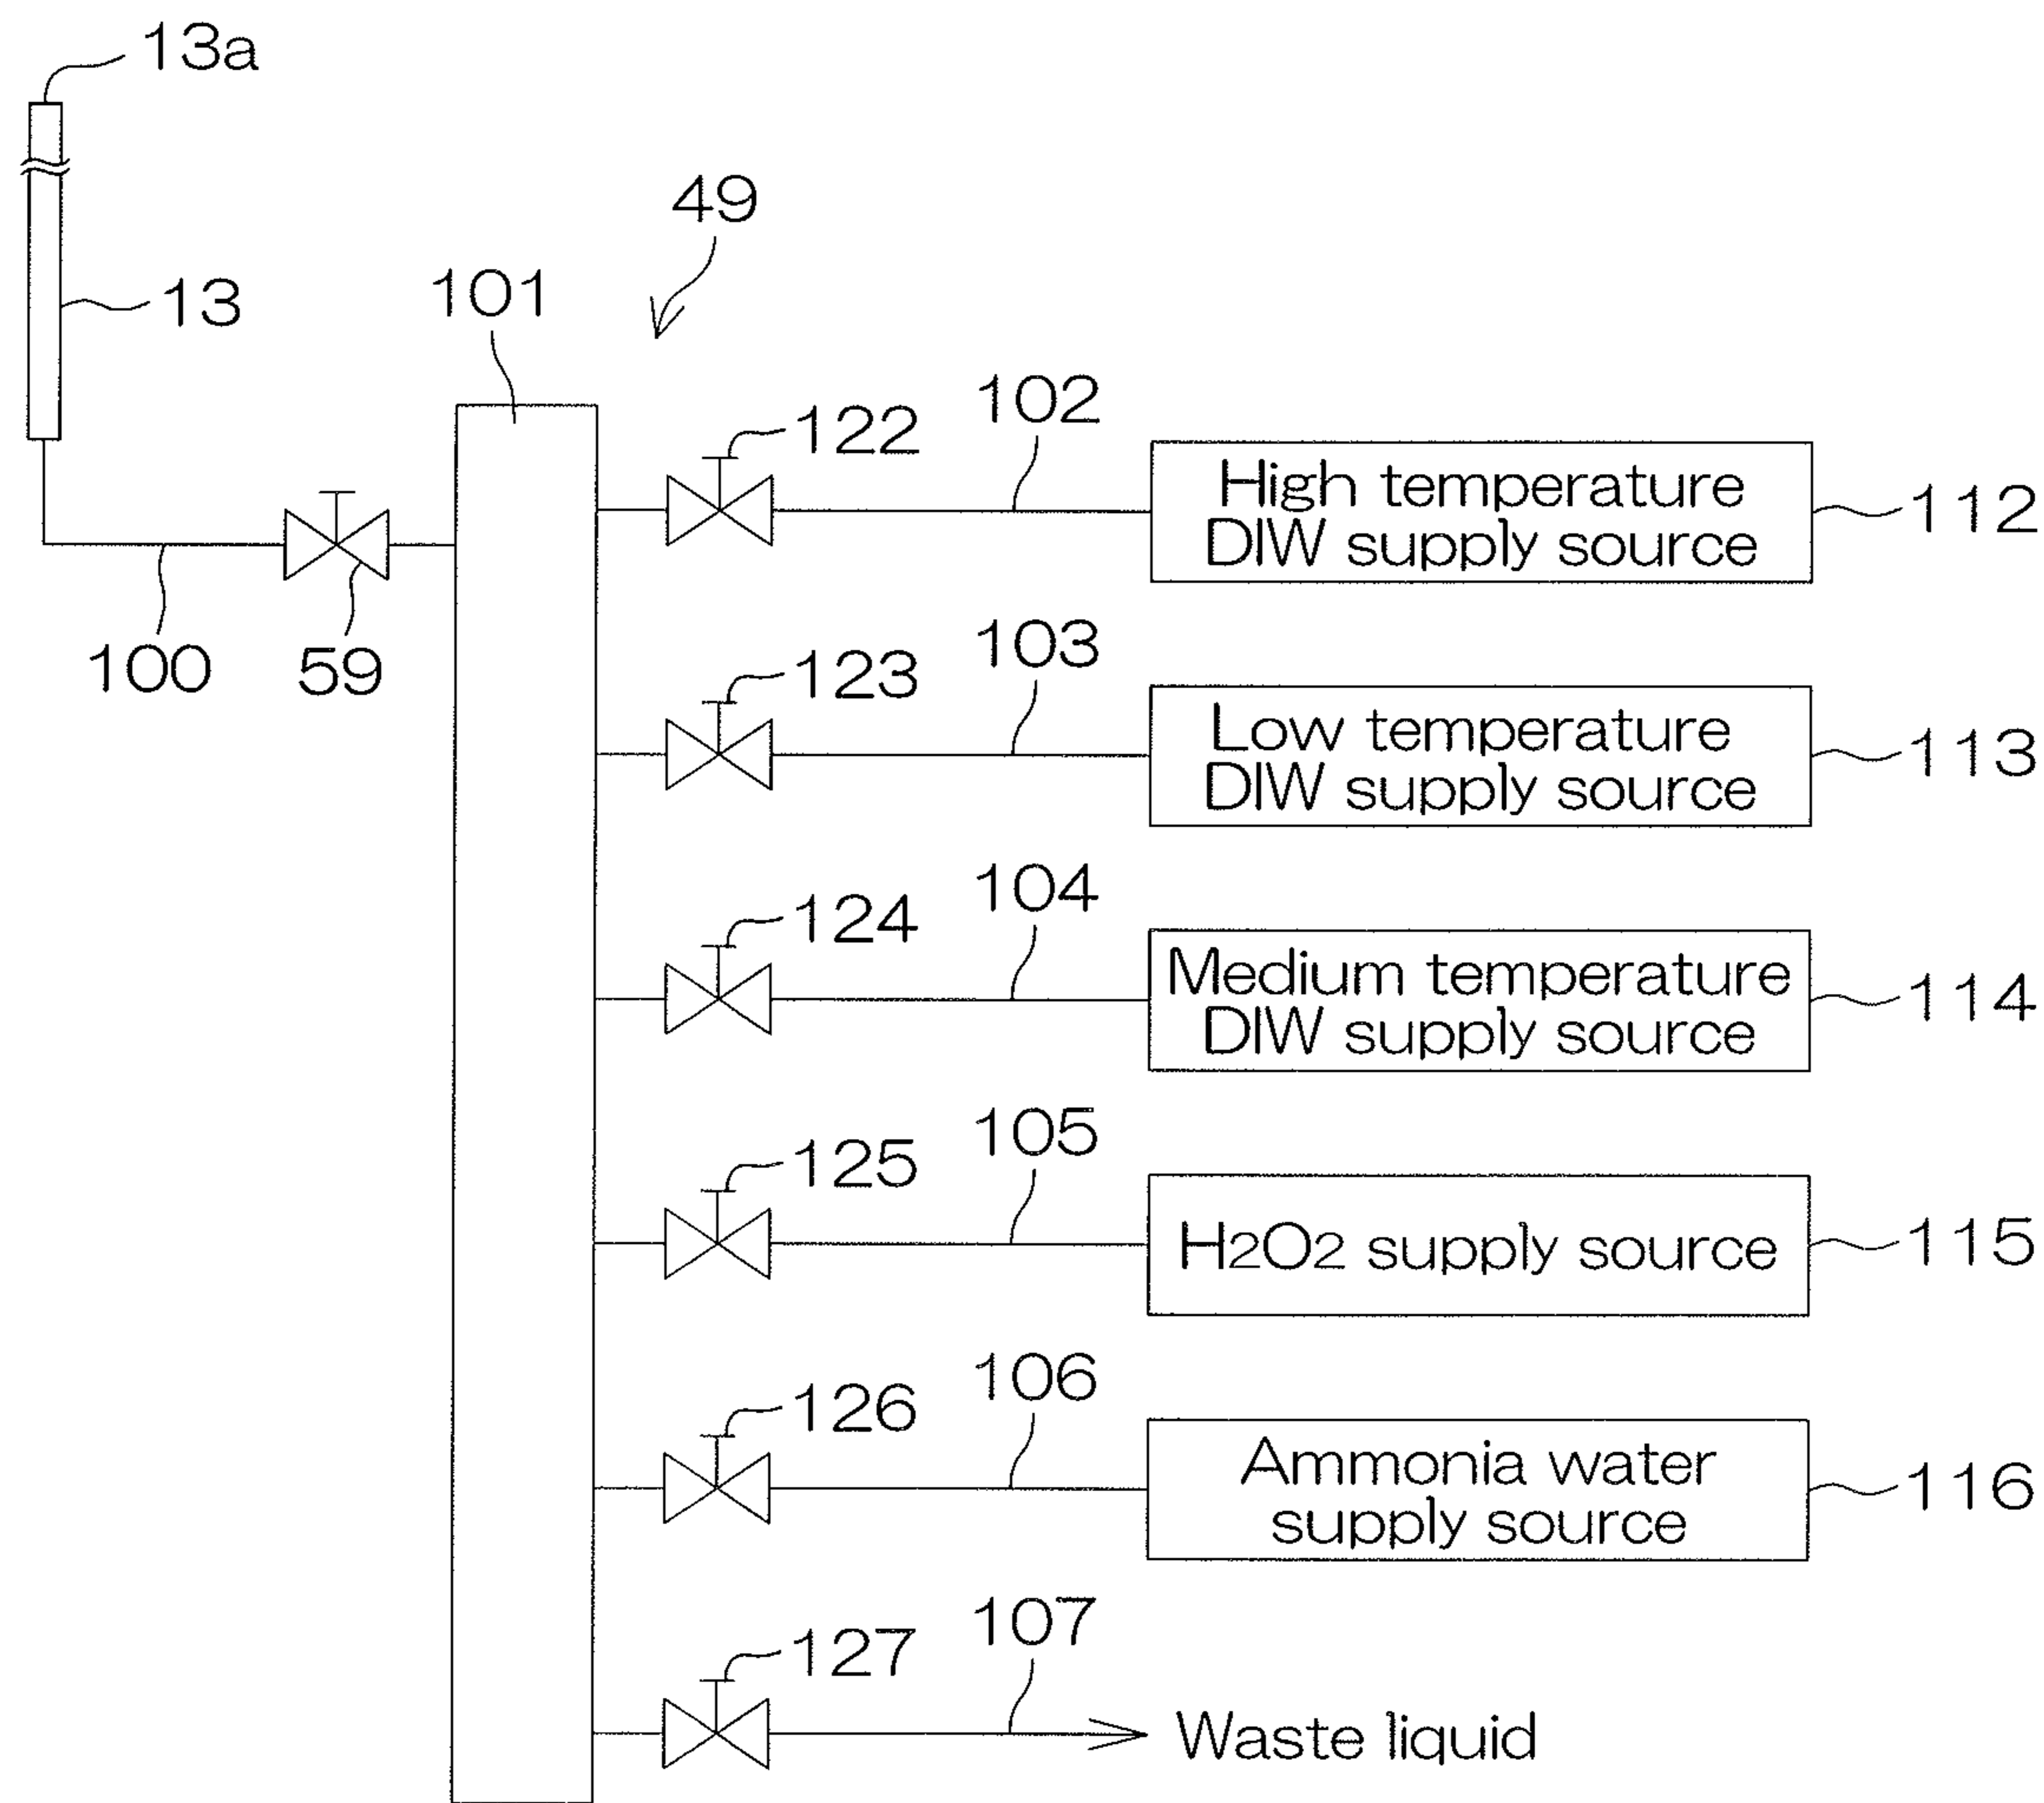 13a
49
13
101
102
122
High temperature
DIW supply source
112
100
59
103
123
Low temperature
DIW supply source
113
104
124
Medium temperature
DIW supply source
114
105
125
H2O2 supply source
115
106
126
Ammonia water
supply source
116
107
127
Waste liquid